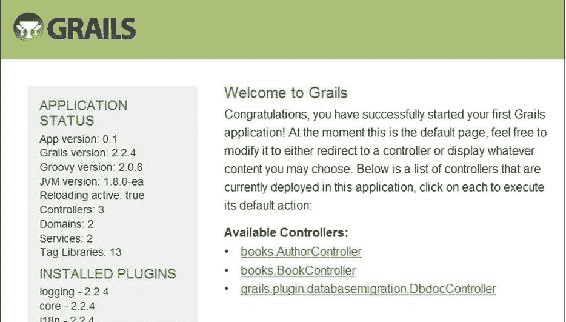 GRAILS
APPLICATION
STATUS
App version: 0.1
Grails version: 2.2.4
Groovy version: 2.0.8
JVM version: 1.8.0-ea
Reloading active: true
Controllers: 3
Domains: 2
Services: 2
Tag Libraries: 13
INSTALLED PLUGINS
logging - 2.2.4
core - 2.2.4
i18n - 2.2.4
Welcome to Grails
Congratulations, you have successfully started your first Grails
application! At the moment this is the default page, feel free to
modify it to either redirect to a controller or display whatever
content you may choose. Below is a list of controllers that are
currently deployed in this application, click on each to execute
its default action:
Available Controllers:
• books.AuthorController
• books.BookController
• grails.plugin.databasemigration.DbdocController